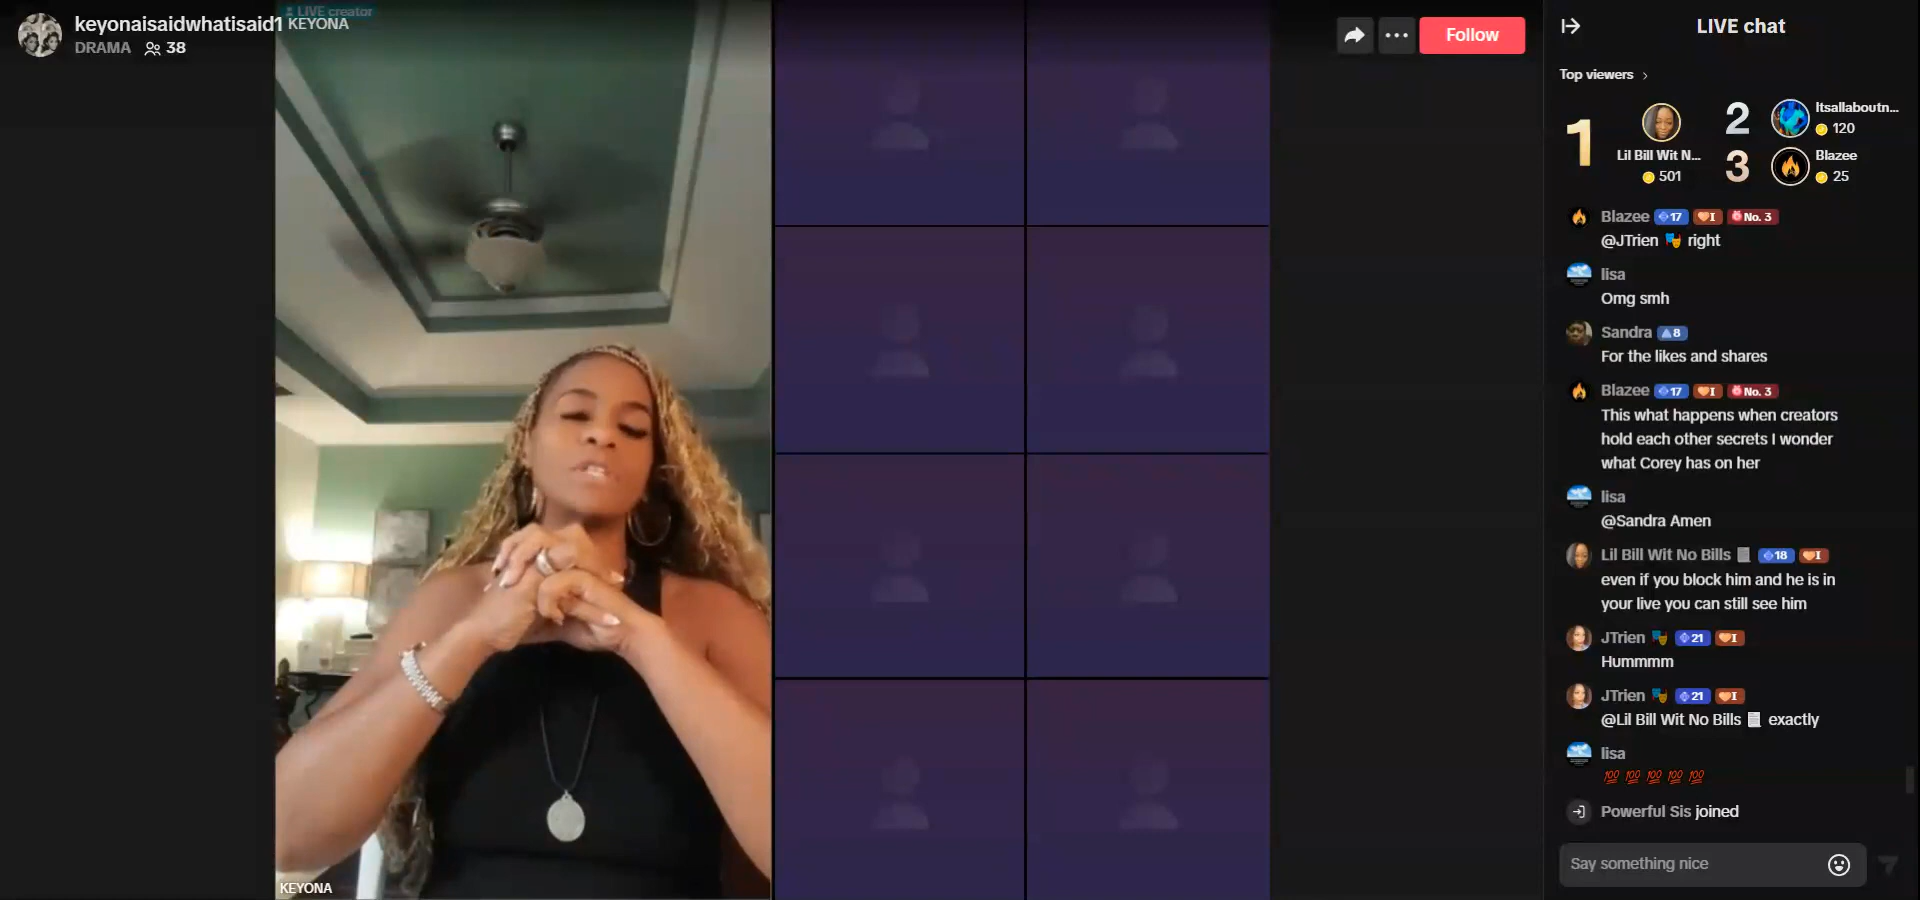 keyonaisaidwhatisaid1
DRAMA 38
LIVE creator
KEYONA
KEYONA
Follow
LIVE chat
Top viewers
1
Lil Bill Wit N...
501
2
Itsallaboutn...
120
3
Blazee
25
Blazee 17 I No. 3
@JTrien right
lisa
Omg smh
Sandra 8
For the likes and shares
Blazee 17 I No. 3
This what happens when creators
hold each other secrets I wonder
what Corey has on her
lisa
@Sandra Amen
Lil Bill Wit No Bills 18 I
even if you block him and he is in
your live you can still see him
JTrien 21 I
Hummmm
JTrien 21 I
@Lil Bill Wit No Bills exactly
lisa
💯 💯 💯 💯 💯
Powerful Sis joined
Say something nice